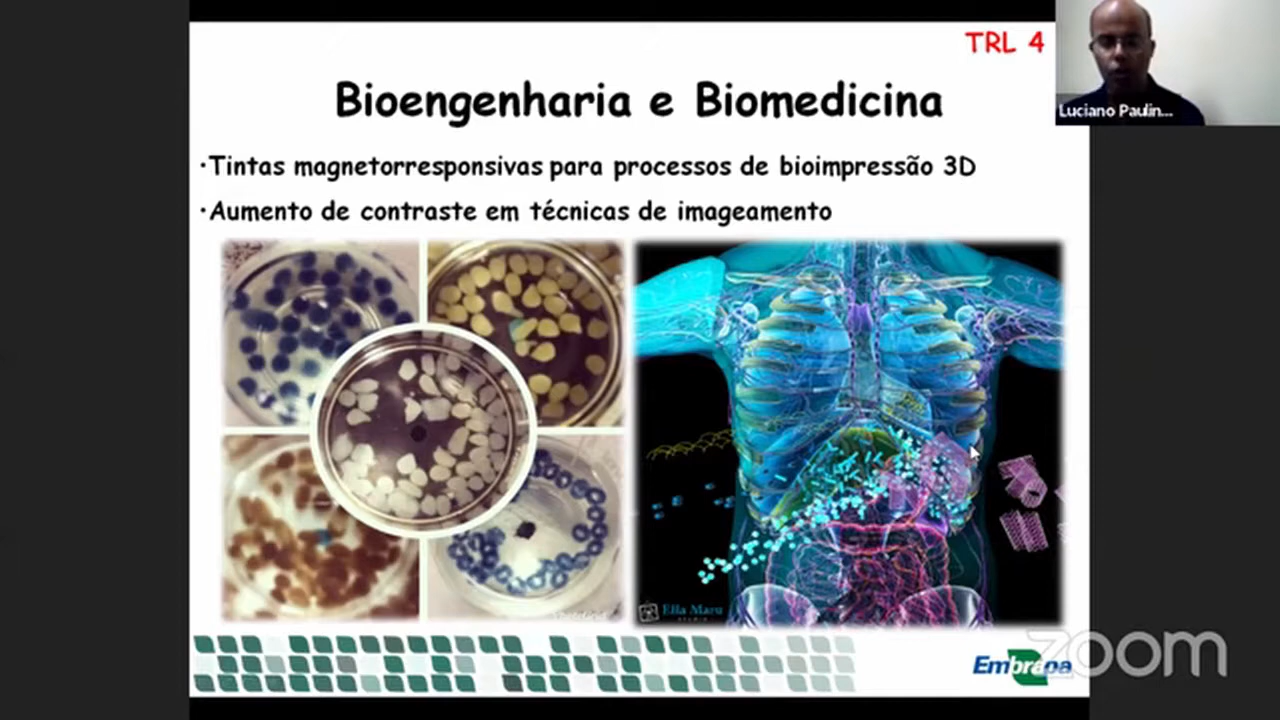 TRL 4
Bioengenharia e Biomedicina
Luciano Paulin...
·Tintas magnetorresponsivas para processos de bioimpressão 3D
·Aumento de contraste em técnicas de imageamento
Ella Maru
STUDIO
Embrapa
zoom